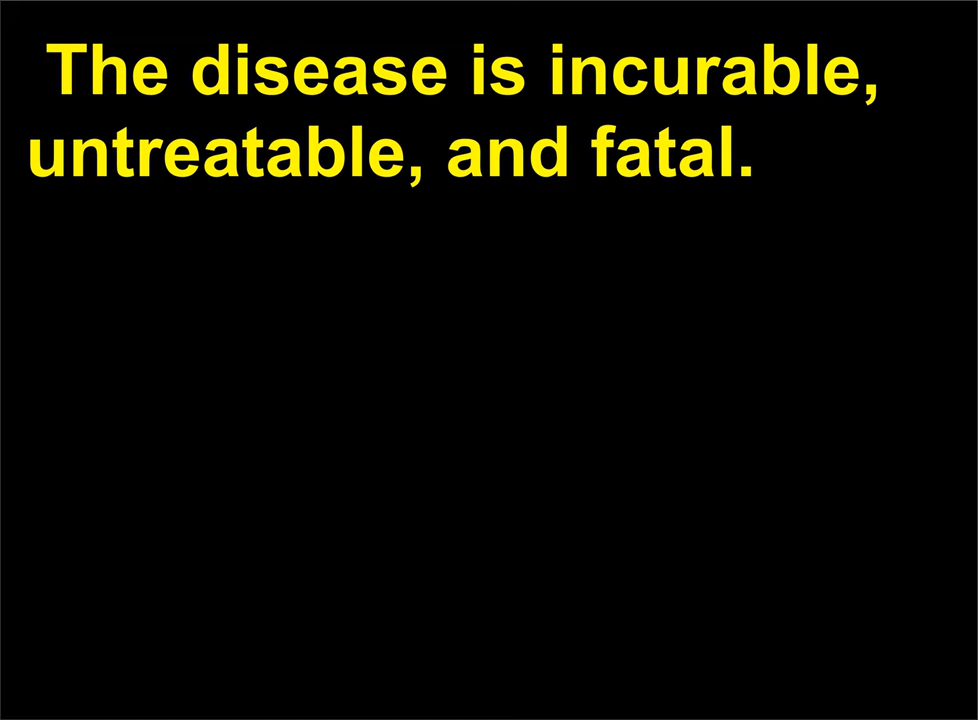 The disease is incurable,
untreatable, and fatal.